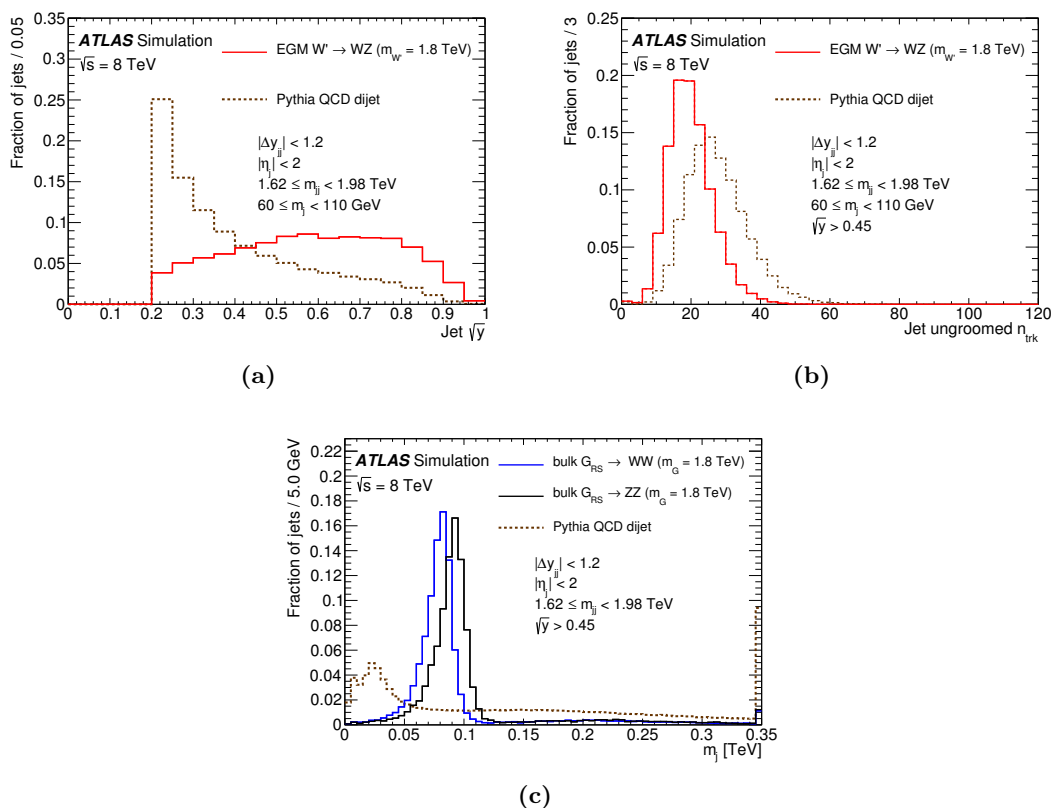 Fraction of jets / 0.05
0.35
0.3
0.25
0.2
0.15
0.1
0.05
0
ATLAS Simulation
√s = 8 TeV
EGM W' → WZ (m_W' = 1.8 TeV)
Pythia QCD dijet
|Δy_jj| < 1.2
|η_j| < 2
1.62 ≤ m_jj < 1.98 TeV
60 ≤ m_j < 110 GeV
0 0.1 0.2 0.3 0.4 0.5 0.6 0.7 0.8 0.9 1
Jet √y
(a)
Fraction of jets / 3
0.25
0.2
0.15
0.1
0.05
0
ATLAS Simulation
√s = 8 TeV
EGM W' → WZ (m_W' = 1.8 TeV)
Pythia QCD dijet
|Δy_jj| < 1.2
|η_j| < 2
1.62 ≤ m_jj < 1.98 TeV
60 ≤ m_j < 110 GeV
√y > 0.45
0 20 40 60 80 100 120
Jet ungroomed n_trk
(b)
Fraction of jets / 5.0 GeV
0.22
0.2
0.18
0.16
0.14
0.12
0.1
0.08
0.06
0.04
0.02
0
ATLAS Simulation
√s = 8 TeV
bulk G_RS → WW (m_G = 1.8 TeV)
bulk G_RS → ZZ (m_G = 1.8 TeV)
Pythia QCD dijet
|Δy_jj| < 1.2
|η_j| < 2
1.62 ≤ m_jj < 1.98 TeV
√y > 0.45
0 0.05 0.1 0.15 0.2 0.25 0.3 0.35
m_j [TeV]
(c)